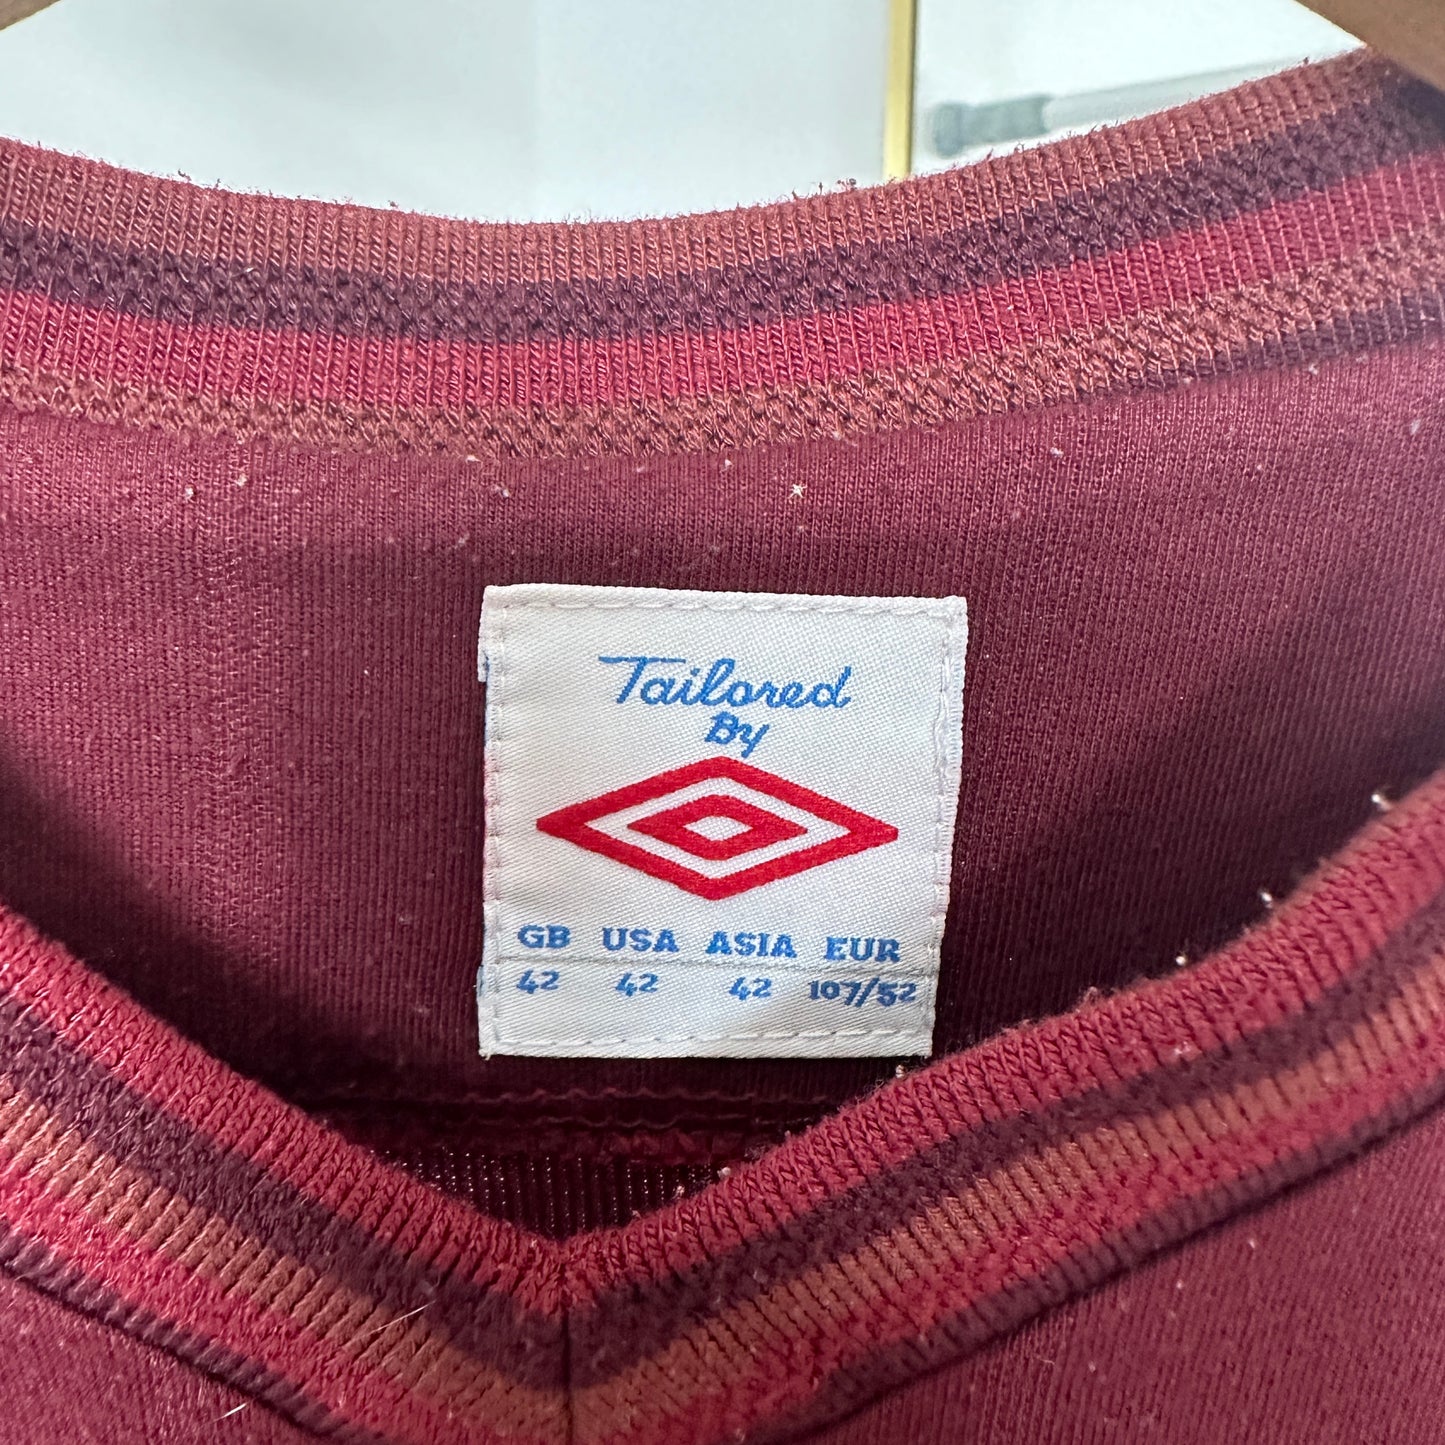 Tailored
By
GB USA ASIA EUR
42 42 42 107/52